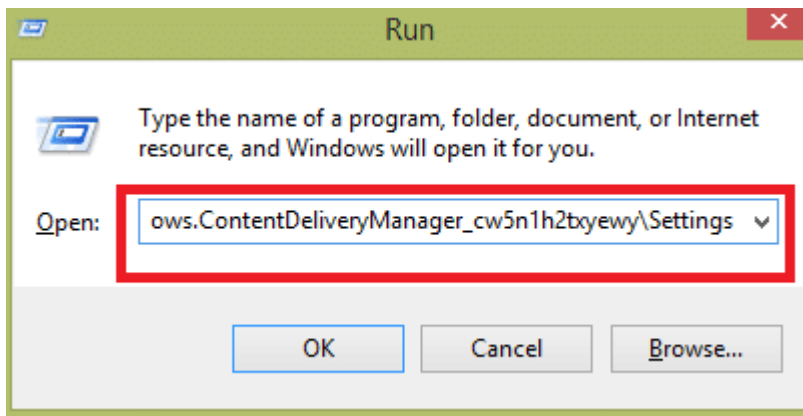 Run
Type the name of a program, folder, document, or Internet
resource, and Windows will open it for you.
Open: ows.ContentDeliveryManager_cw5n1h2txyewy\Settings
OK Cancel Browse...